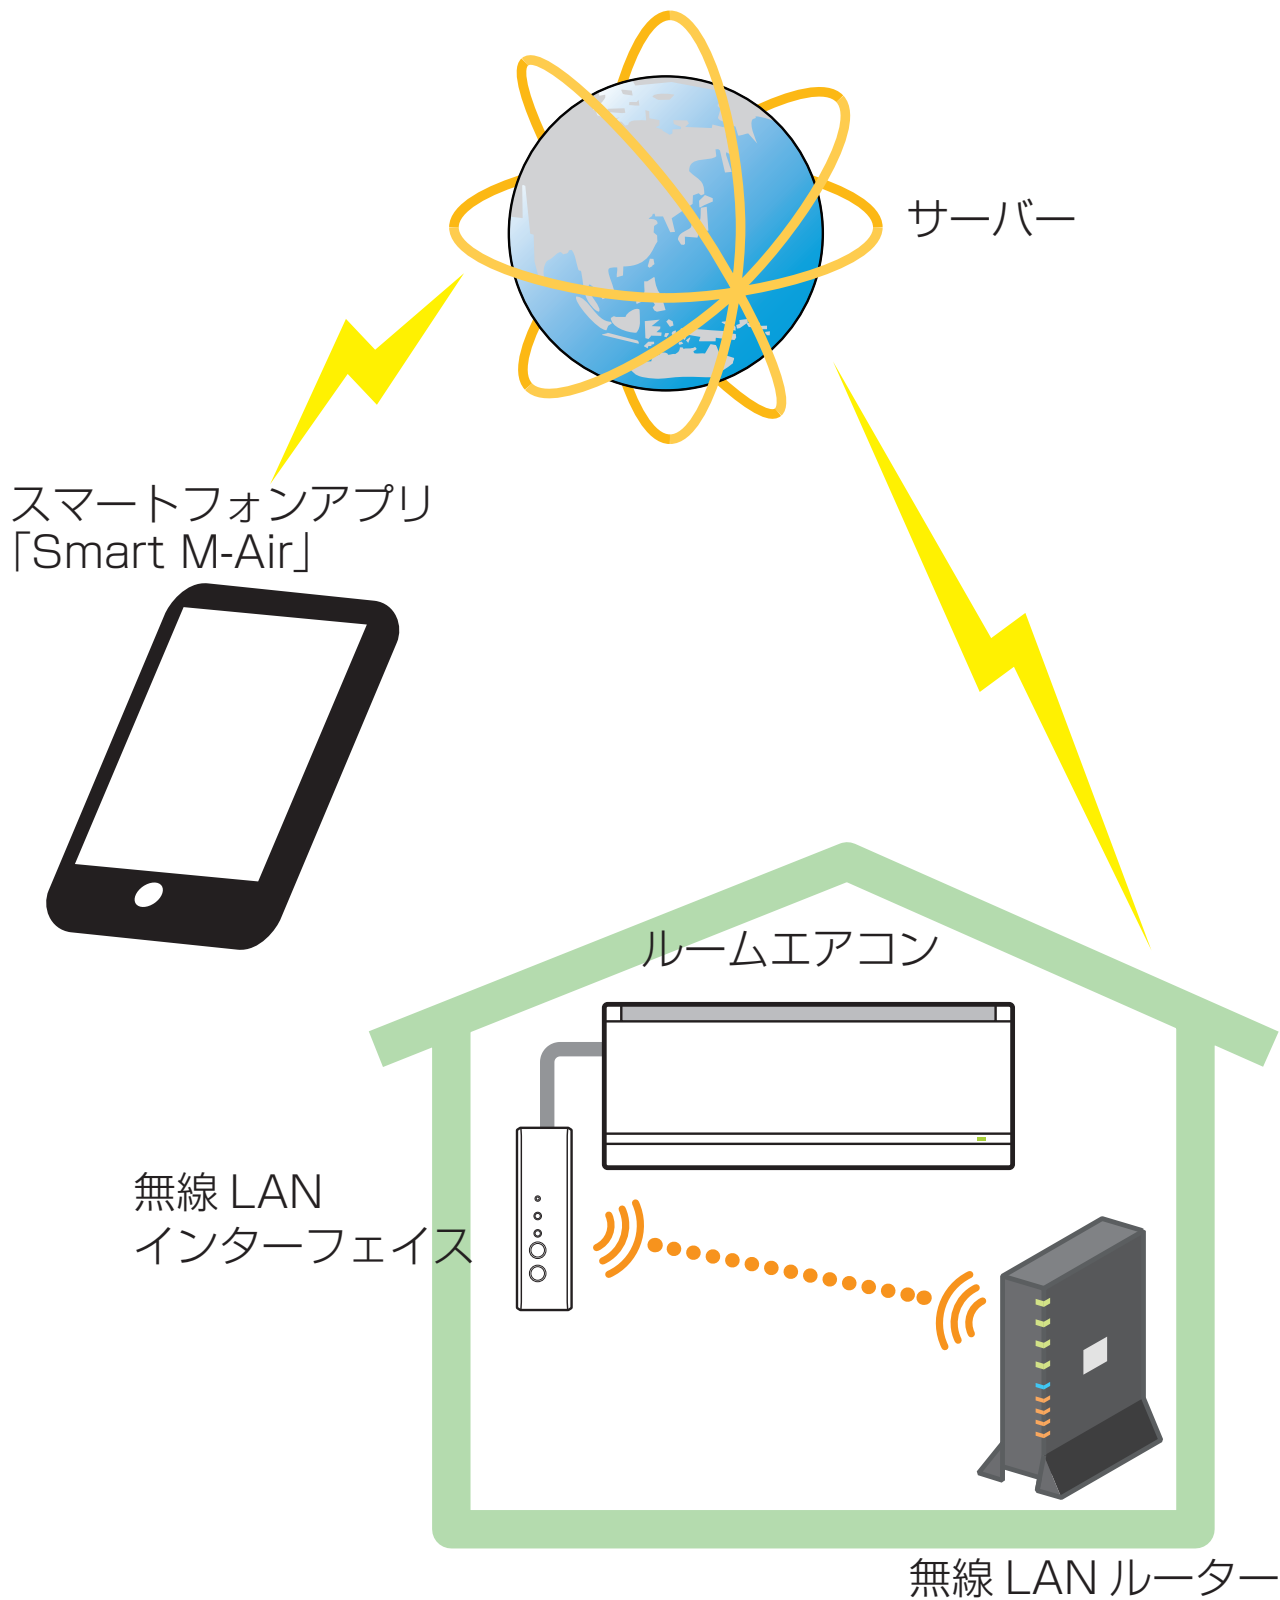 サーバー
スマートフォンアプリ
「Smart M-Air」
ルームエアコン
無線 LAN
インターフェイス
無線 LAN ルーター